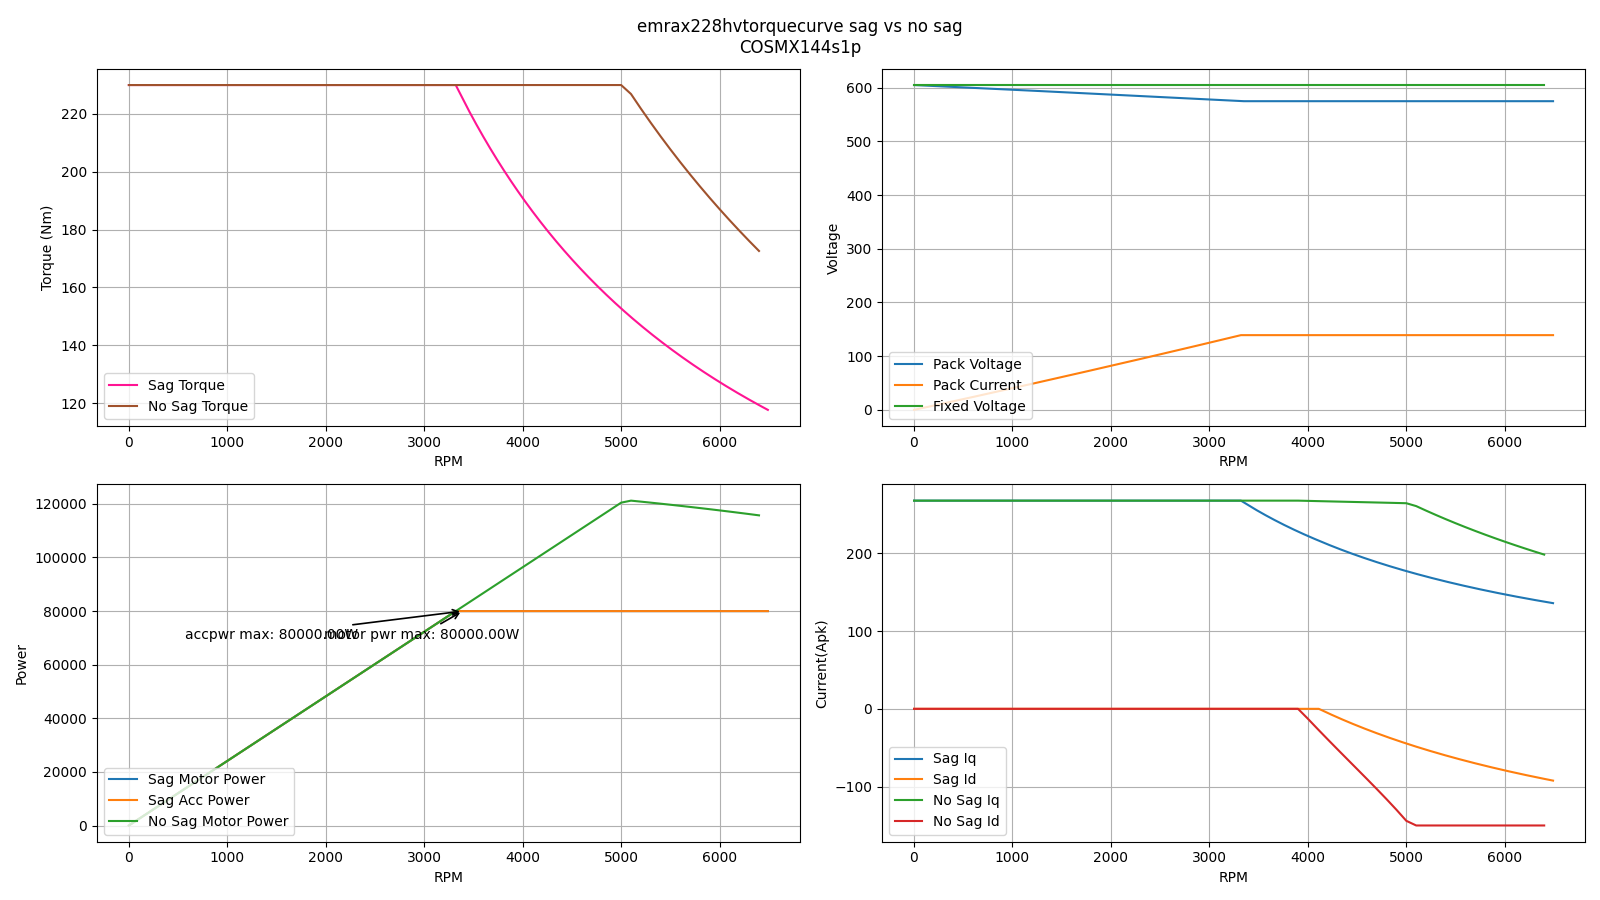 emrax228hvtorquecurve sag vs no sag
COSMX144s1p
Torque (Nm)
220
200
180
160
140
120
Sag Torque
No Sag Torque
0 1000 2000 3000 4000 5000 6000
RPM
Voltage
600
500
400
300
200
100
0
Pack Voltage
Pack Current
Fixed Voltage
0 1000 2000 3000 4000 5000 6000
RPM
Power
120000
100000
80000
60000
40000
20000
0
accpwr max: 80000.00W
motor pwr max: 80000.00W
Sag Motor Power
Sag Acc Power
No Sag Motor Power
0 1000 2000 3000 4000 5000 6000
RPM
Current(Apk)
200
100
0
−100
Sag Iq
Sag Id
No Sag Iq
No Sag Id
0 1000 2000 3000 4000 5000 6000
RPM